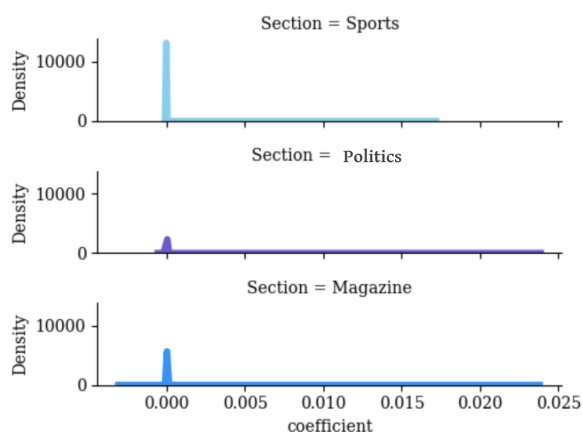 Section = Sports
Density
10000
0
Section = Politics
Density
10000
0
Section = Magazine
Density
10000
0
0.000 0.005 0.010 0.015 0.020 0.025
coefficient